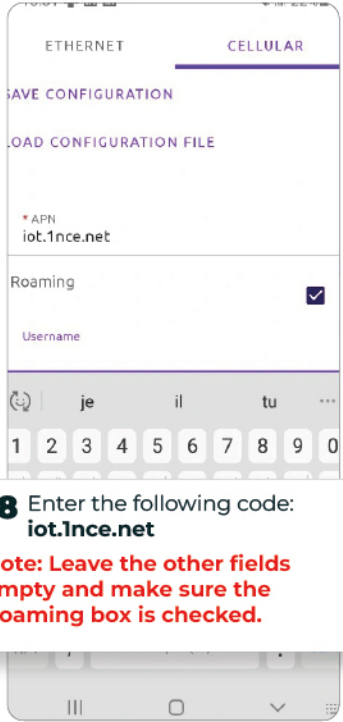 ETHERNET CELLULAR
SAVE CONFIGURATION
LOAD CONFIGURATION FILE
* APN
iot.1nce.net
Roaming
Username
je il tu
1 2 3 4 5 6 7 8 9 0
8 Enter the following code:
iot.1nce.net
ote: Leave the other fields
mpty and make sure the
oaming box is checked.